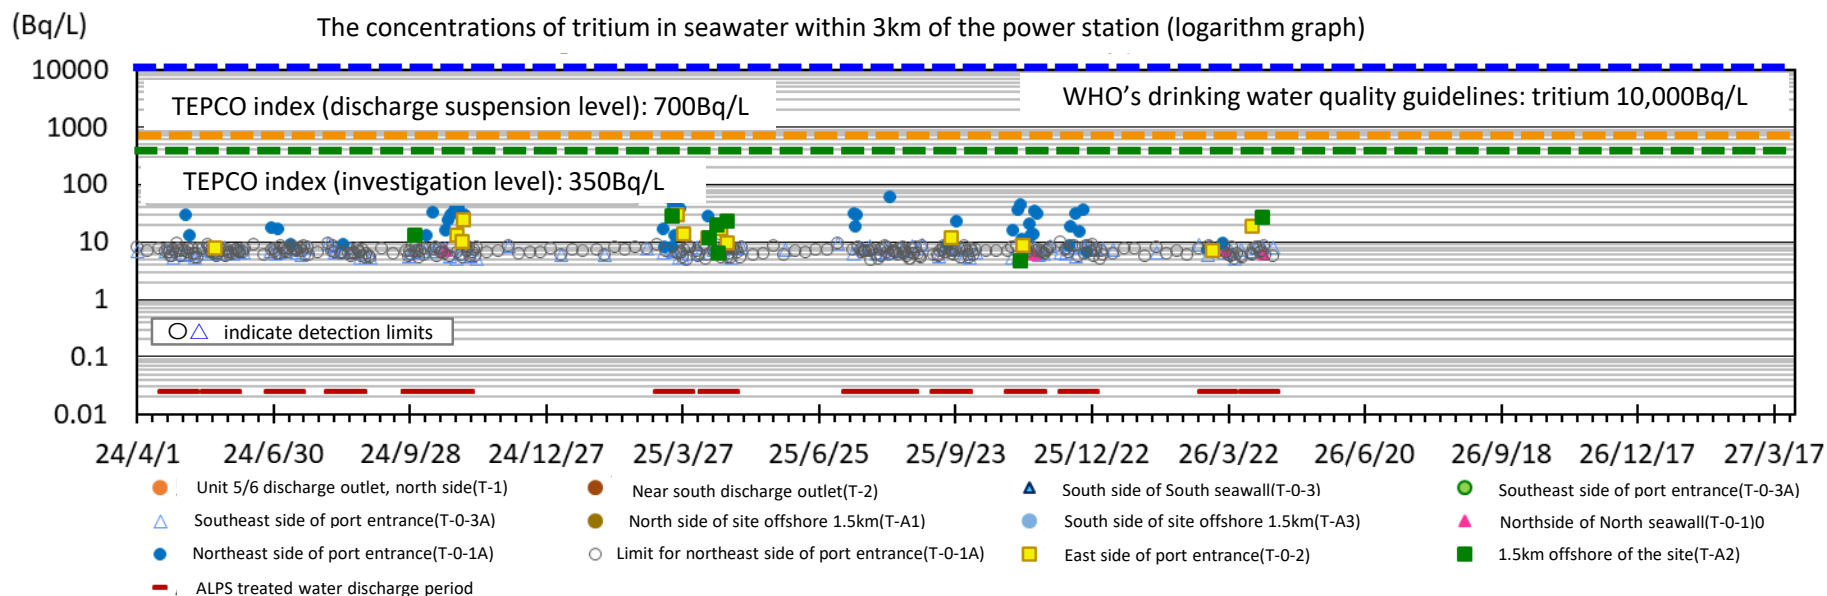 (Bq/L)
The concentrations of tritium in seawater within 3km of the power station (logarithm graph)
10000
TEPCO index (discharge suspension level): 700Bq/L
WHO's drinking water quality guidelines: tritium 10,000Bq/L
1000
TEPCO index (investigation level): 350Bq/L
100
10
1
○△ indicate detection limits
0.1
0.01
24/4/1 24/6/30 24/9/28 24/12/27 25/3/27 25/6/25 25/9/23 25/12/22 26/3/22 26/6/20 26/9/18 26/12/17 27/3/17
Unit 5/6 discharge outlet, north side(T-1)
Near south discharge outlet(T-2)
South side of South seawall(T-0-3)
Southeast side of port entrance(T-0-3A)
Southeast side of port entrance(T-0-3A)
North side of site offshore 1.5km(T-A1)
South side of site offshore 1.5km(T-A3)
Northside of North seawall(T-0-1)0
Northeast side of port entrance(T-0-1A)
Limit for northeast side of port entrance(T-0-1A)
East side of port entrance(T-0-2)
1.5km offshore of the site(T-A2)
ALPS treated water discharge period